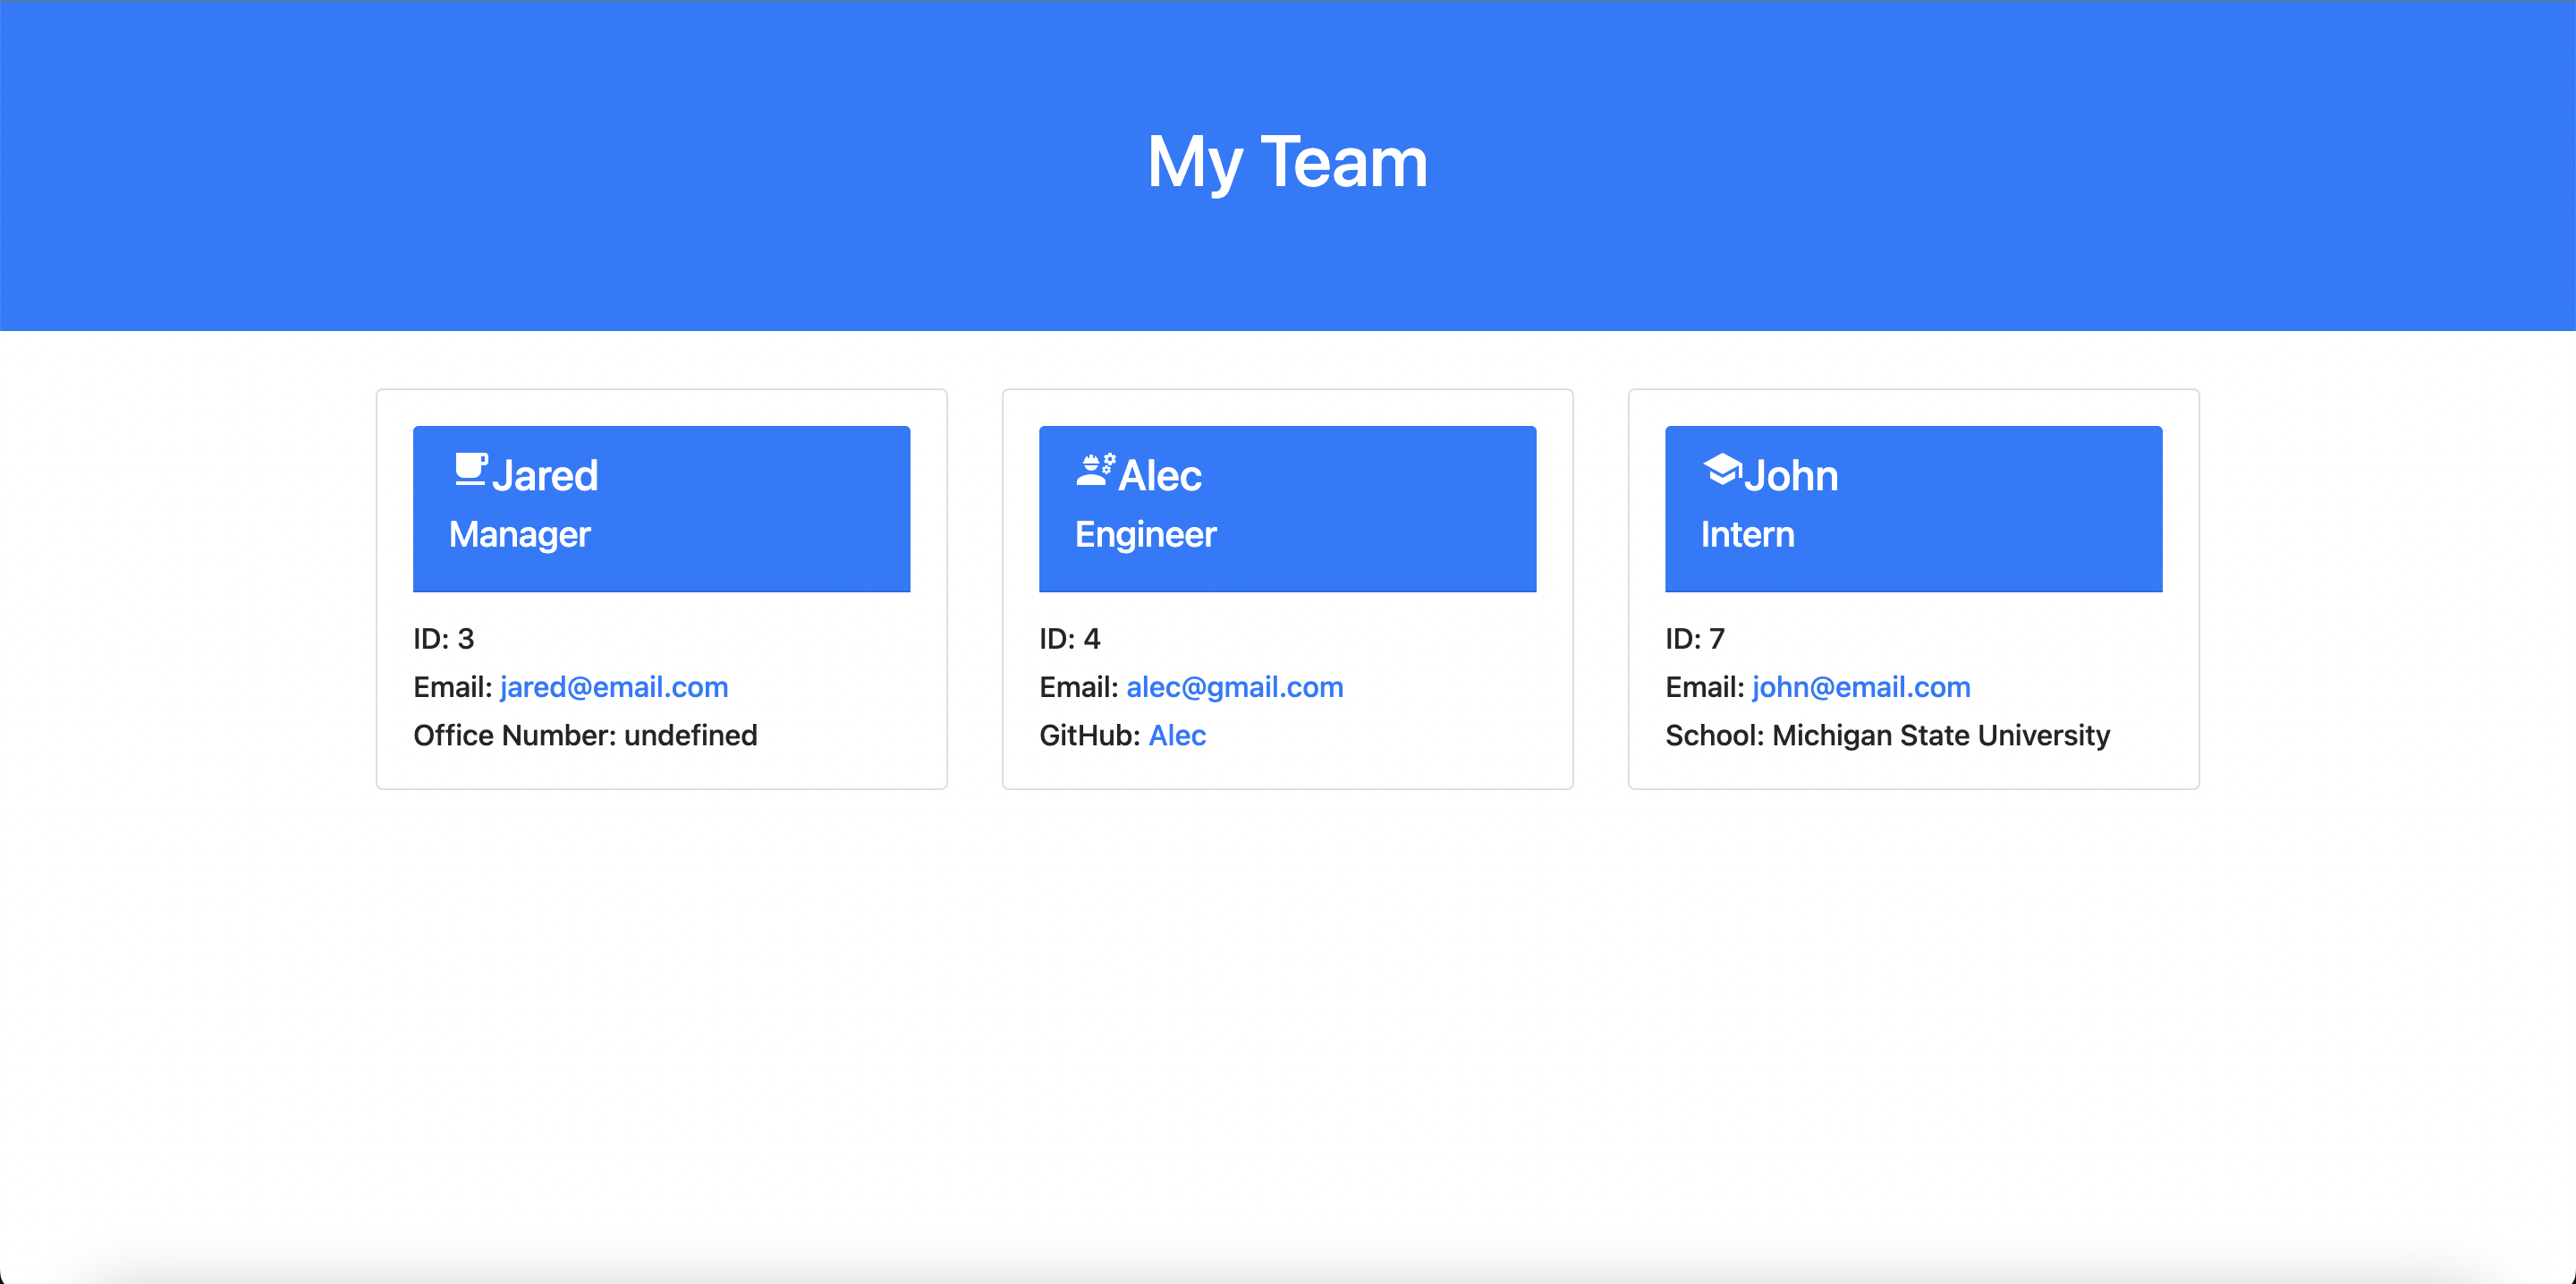 My Team
Jared
Manager
ID: 3
Email: jared@email.com
Office Number: undefined
Alec
Engineer
ID: 4
Email: alec@gmail.com
GitHub: Alec
John
Intern
ID: 7
Email: john@email.com
School: Michigan State University